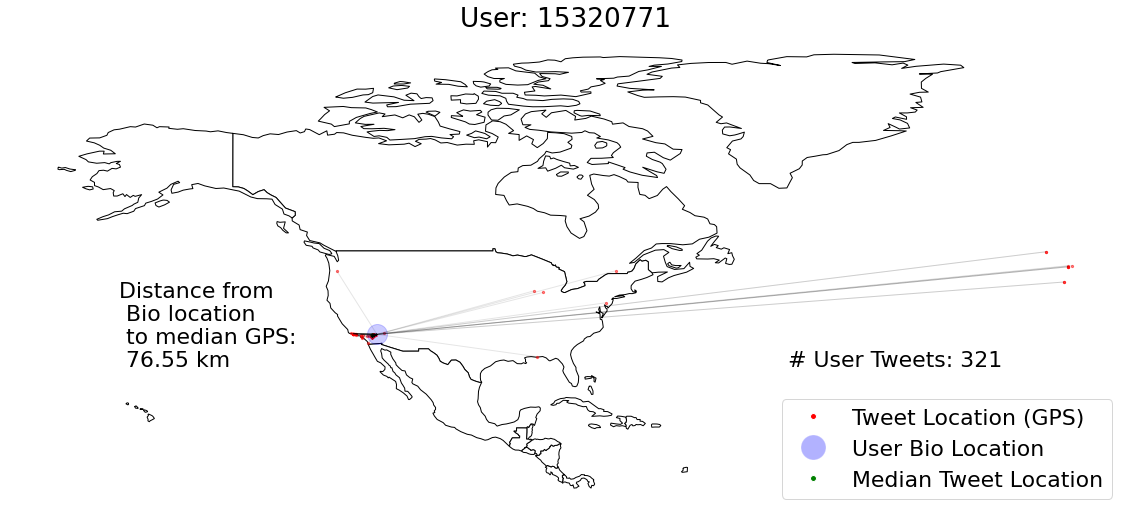 User: 15320771
Distance from
Bio location
to median GPS:
76.55 km
# User Tweets: 321
Tweet Location (GPS)
User Bio Location
Median Tweet Location